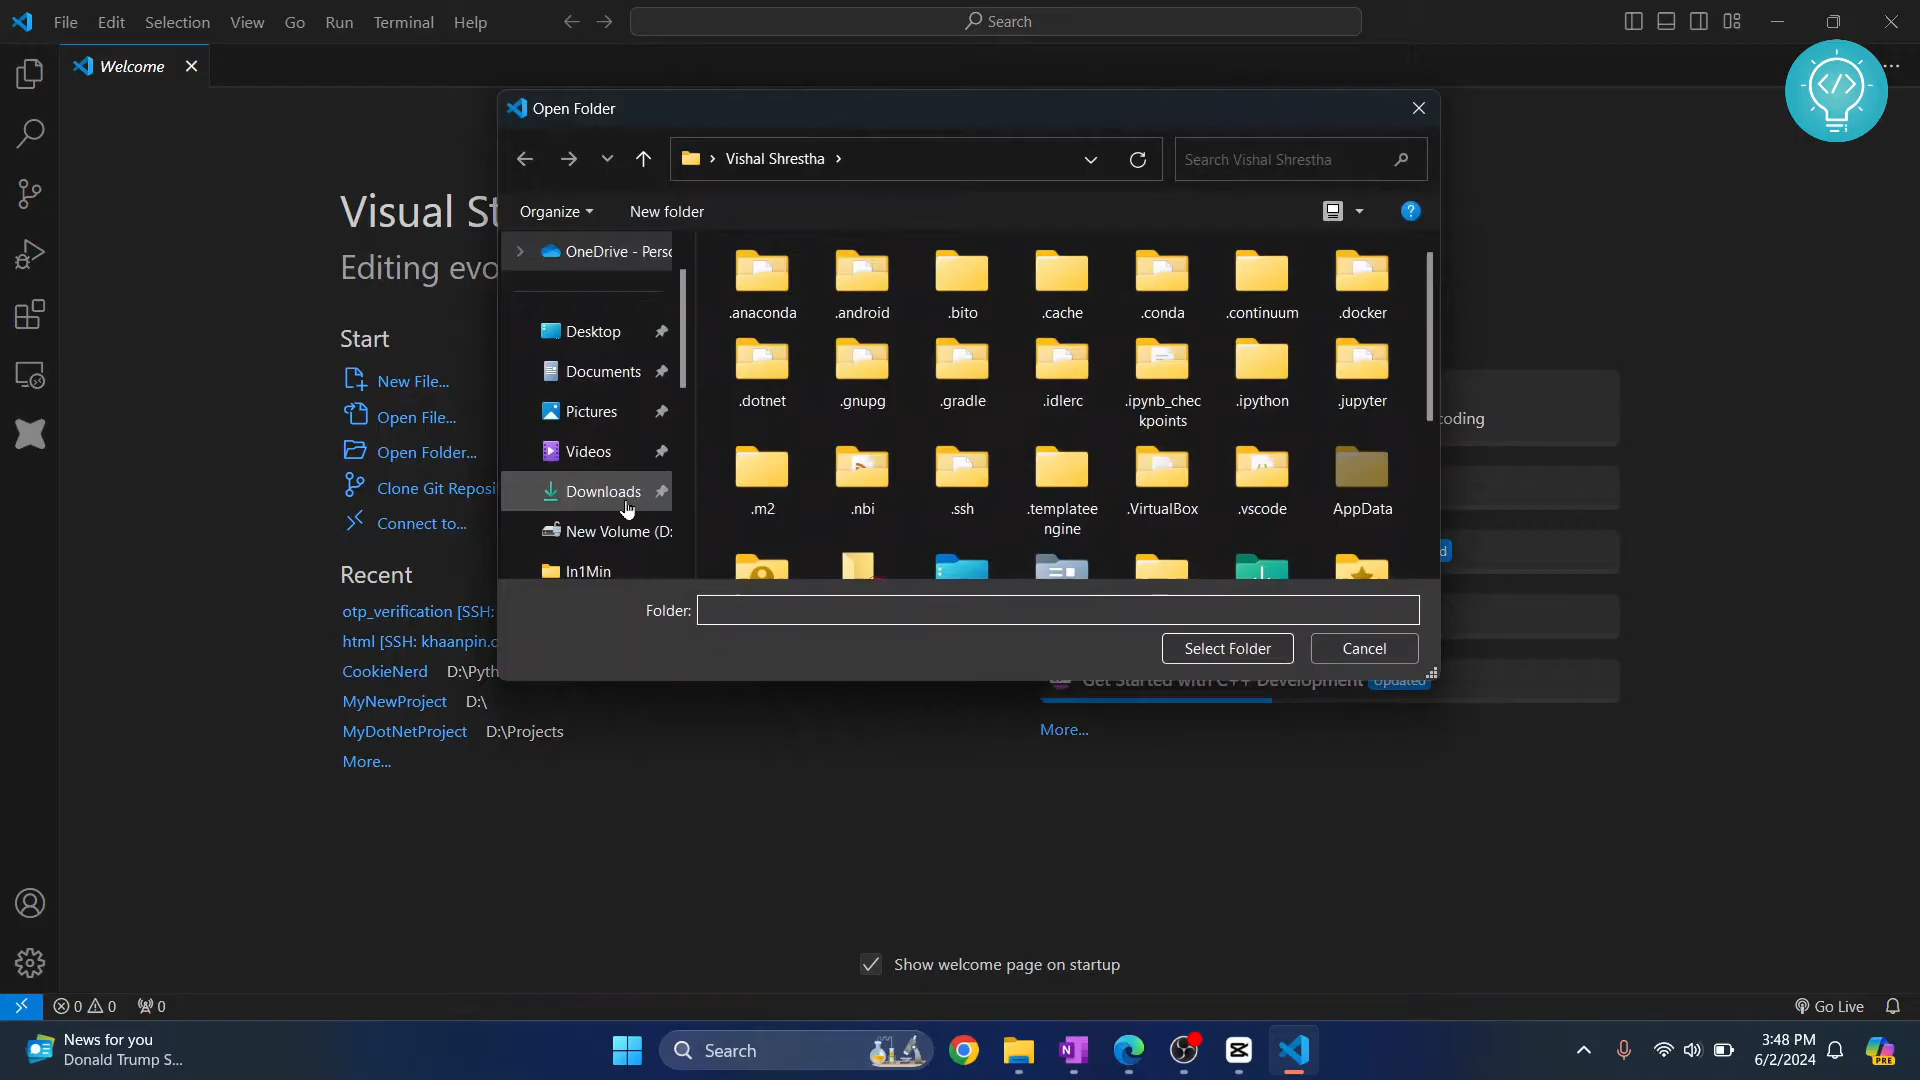 File Edit Selection View Go Run Terminal Help
Search
Welcome
Open Folder
Vishal Shrestha
Search Vishal Shrestha
Organize
New folder
OneDrive - Perso
Desktop
Documents
Pictures
Videos
Downloads
New Volume (D:
In1Min
.anaconda .android .bito .cache .conda .continuum .docker
.dotnet .gnupg .gradle .idlerc .ipynb_chec .ipython .jupyter
kpoints
.m2 .nbi .ssh .templatee .VirtualBox .vscode AppData
ngine
Folder:
Select Folder Cancel
Visual St
Editing evo
Start
New File...
Open File...
Open Folder...
Clone Git Reposi
Connect to...
Recent
otp_verification [SSH:
html [SSH: khaanpin.c
CookieNerd D:\Pyth
MyNewProject D:\
MyDotNetProject D:\Projects
More...
coding
d
Get Started with C++ Development Updated
More...
Show welcome page on startup
0 0 0
Go Live
News for you
Donald Trump S...
Search
3:48 PM
6/2/2024
PRE